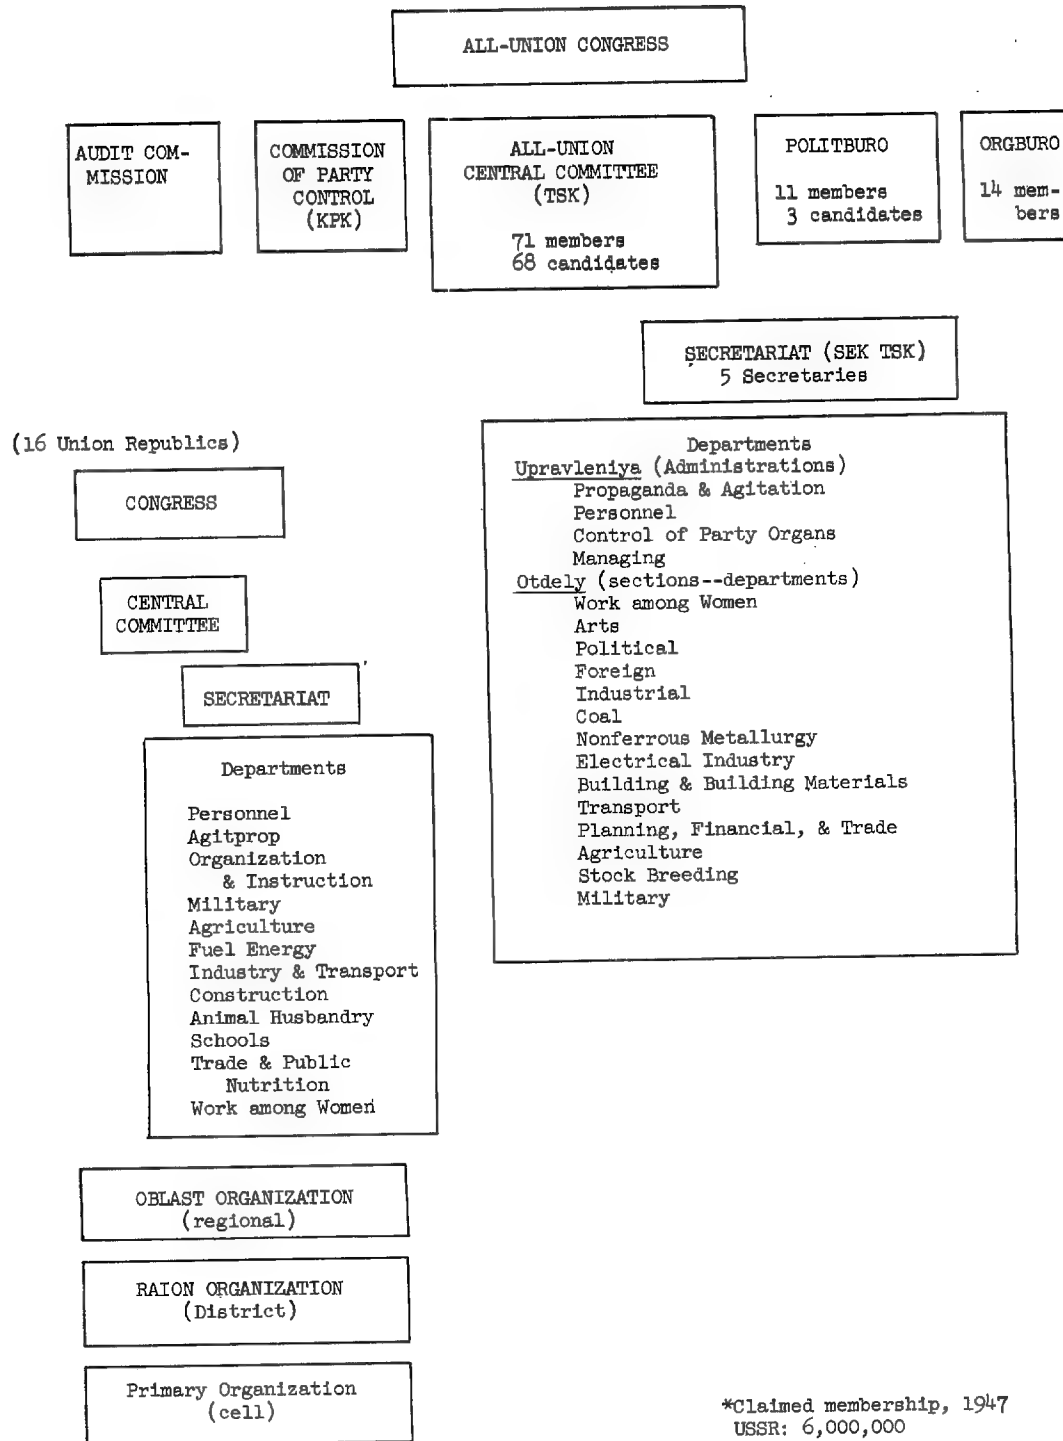 ALL-UNION CONGRESS
AUDIT COM-
MISSION
COMMISSION
OF PARTY
CONTROL
(KPK)
ALL-UNION
CENTRAL COMMITTEE
(TSK)
71 members
68 candidates
POLITBURO
11 members
3 candidates
ORGBURO
14 mem-
bers
SECRETARIAT (SEK TSK)
5 Secretaries
Departments
Upravleniya (Administrations)
Propaganda & Agitation
Personnel
Control of Party Organs
Managing
Otdely (sections--departments)
Work among Women
Arts
Political
Foreign
Industrial
Coal
Nonferrous Metallurgy
Electrical Industry
Building & Building Materials
Transport
Planning, Financial, & Trade
Agriculture
Stock Breeding
Military
(16 Union Republics)
CONGRESS
CENTRAL
COMMITTEE
SECRETARIAT
Departments
Personnel
Agitprop
Organization
& Instruction
Military
Agriculture
Fuel Energy
Industry & Transport
Construction
Animal Husbandry
Schools
Trade & Public
Nutrition
Work among Women
OBLAST ORGANIZATION
(regional)
RAION ORGANIZATION
(District)
Primary Organization
(cell)
*Claimed membership, 1947
USSR: 6,000,000